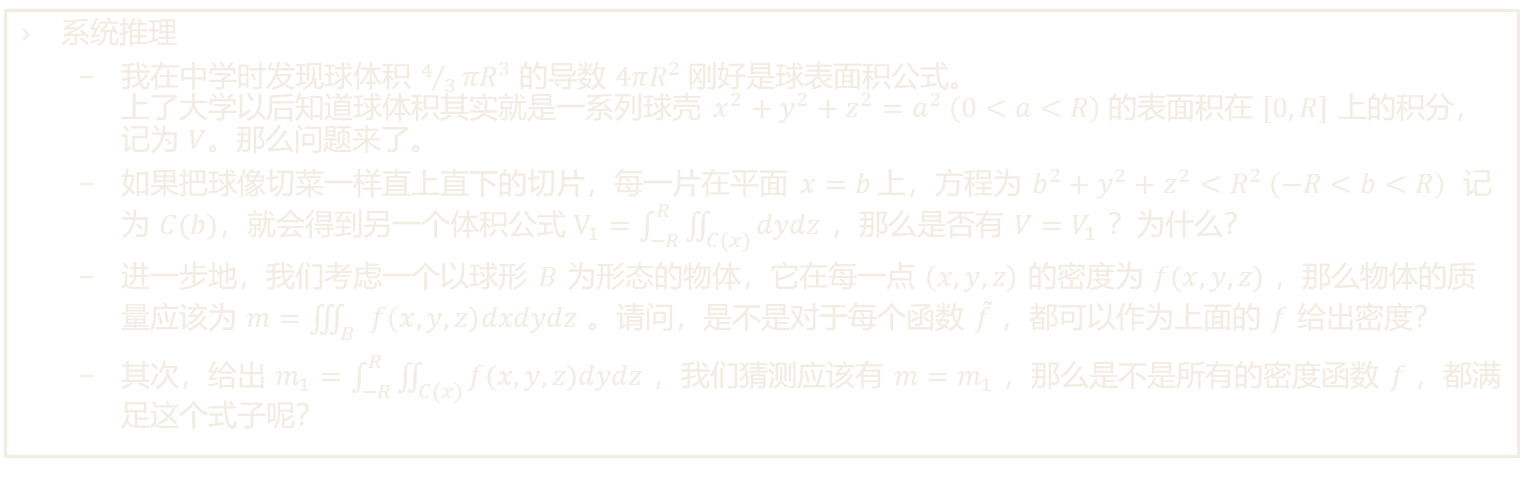 › 系统推理
– 我在中学时发现球体积 ⁴/₃ πR³ 的导数 4πR² 刚好是球表面积公式。
上了大学以后知道球体积其实就是一系列球壳 x² + y² + z² = a² (0 < a < R) 的表面积在 [0, R] 上的积分，
记为 V。那么问题来了。
– 如果把球像切菜一样直上直下的切片，每一片在平面 x = b 上，方程为 b² + y² + z² < R² (−R < b < R) 记
为 C(b)，就会得到另一个体积公式 V₁ = ∫_{−R}^{R} ∬_{C(x)} dydz ，那么是否有 V = V₁ ？为什么？
– 进一步地，我们考虑一个以球形 B 为形态的物体，它在每一点 (x, y, z) 的密度为 f(x, y, z) ，那么物体的质
量应该为 m = ∭_B f(x, y, z)dxdydz 。请问，是不是对于每个函数 f̃ ，都可以作为上面的 f 给出密度？
– 其次，给出 m₁ = ∫_{−R}^{R} ∬_{C(x)} f(x, y, z)dydz ，我们猜测应该有 m = m₁ ，那么是不是所有的密度函数 f ，都满
足这个式子呢？